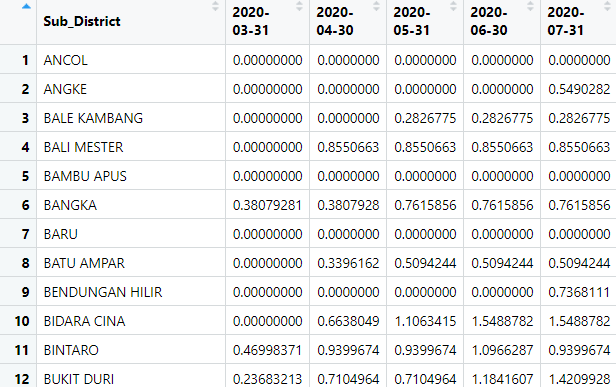 Sub_District 2020-03-31 2020-04-30 2020-05-31 2020-06-30 2020-07-31
1 ANCOL 0.00000000 0.0000000 0.0000000 0.0000000 0.0000000
2 ANGKE 0.00000000 0.0000000 0.0000000 0.0000000 0.5490282
3 BALE KAMBANG 0.00000000 0.0000000 0.2826775 0.2826775 0.2826775
4 BALI MESTER 0.00000000 0.8550663 0.8550663 0.8550663 0.8550663
5 BAMBU APUS 0.00000000 0.0000000 0.0000000 0.0000000 0.0000000
6 BANGKA 0.38079281 0.3807928 0.7615856 0.7615856 0.7615856
7 BARU 0.00000000 0.0000000 0.0000000 0.0000000 0.0000000
8 BATU AMPAR 0.00000000 0.3396162 0.5094244 0.5094244 0.5094244
9 BENDUNGAN HILIR 0.00000000 0.0000000 0.0000000 0.0000000 0.7368111
10 BIDARA CINA 0.00000000 0.6638049 1.1063415 1.5488782 1.5488782
11 BINTARO 0.46998371 0.9399674 0.9399674 1.0966287 0.9399674
12 BUKIT DURI 0.23683213 0.7104964 0.7104964 1.1841607 1.4209928